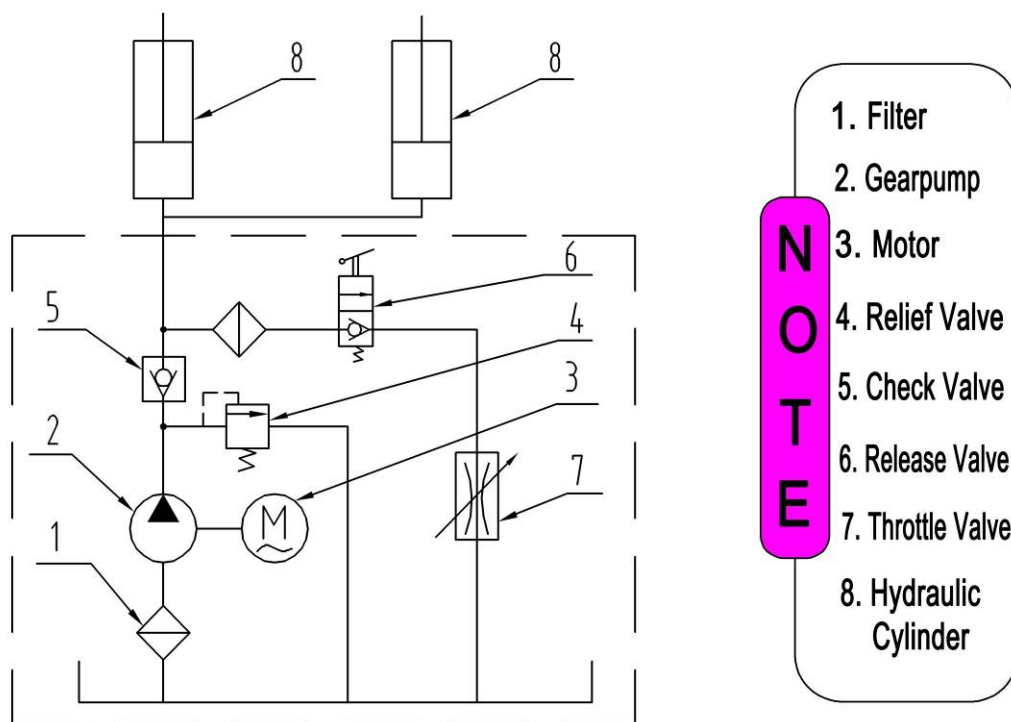 8
8
6
5
4
3
2
7
1
M
NOTE
1. Filter
2. Gearpump
3. Motor
4. Relief Valve
5. Check Valve
6. Release Valve
7. Throttle Valve
8. Hydraulic
Cylinder